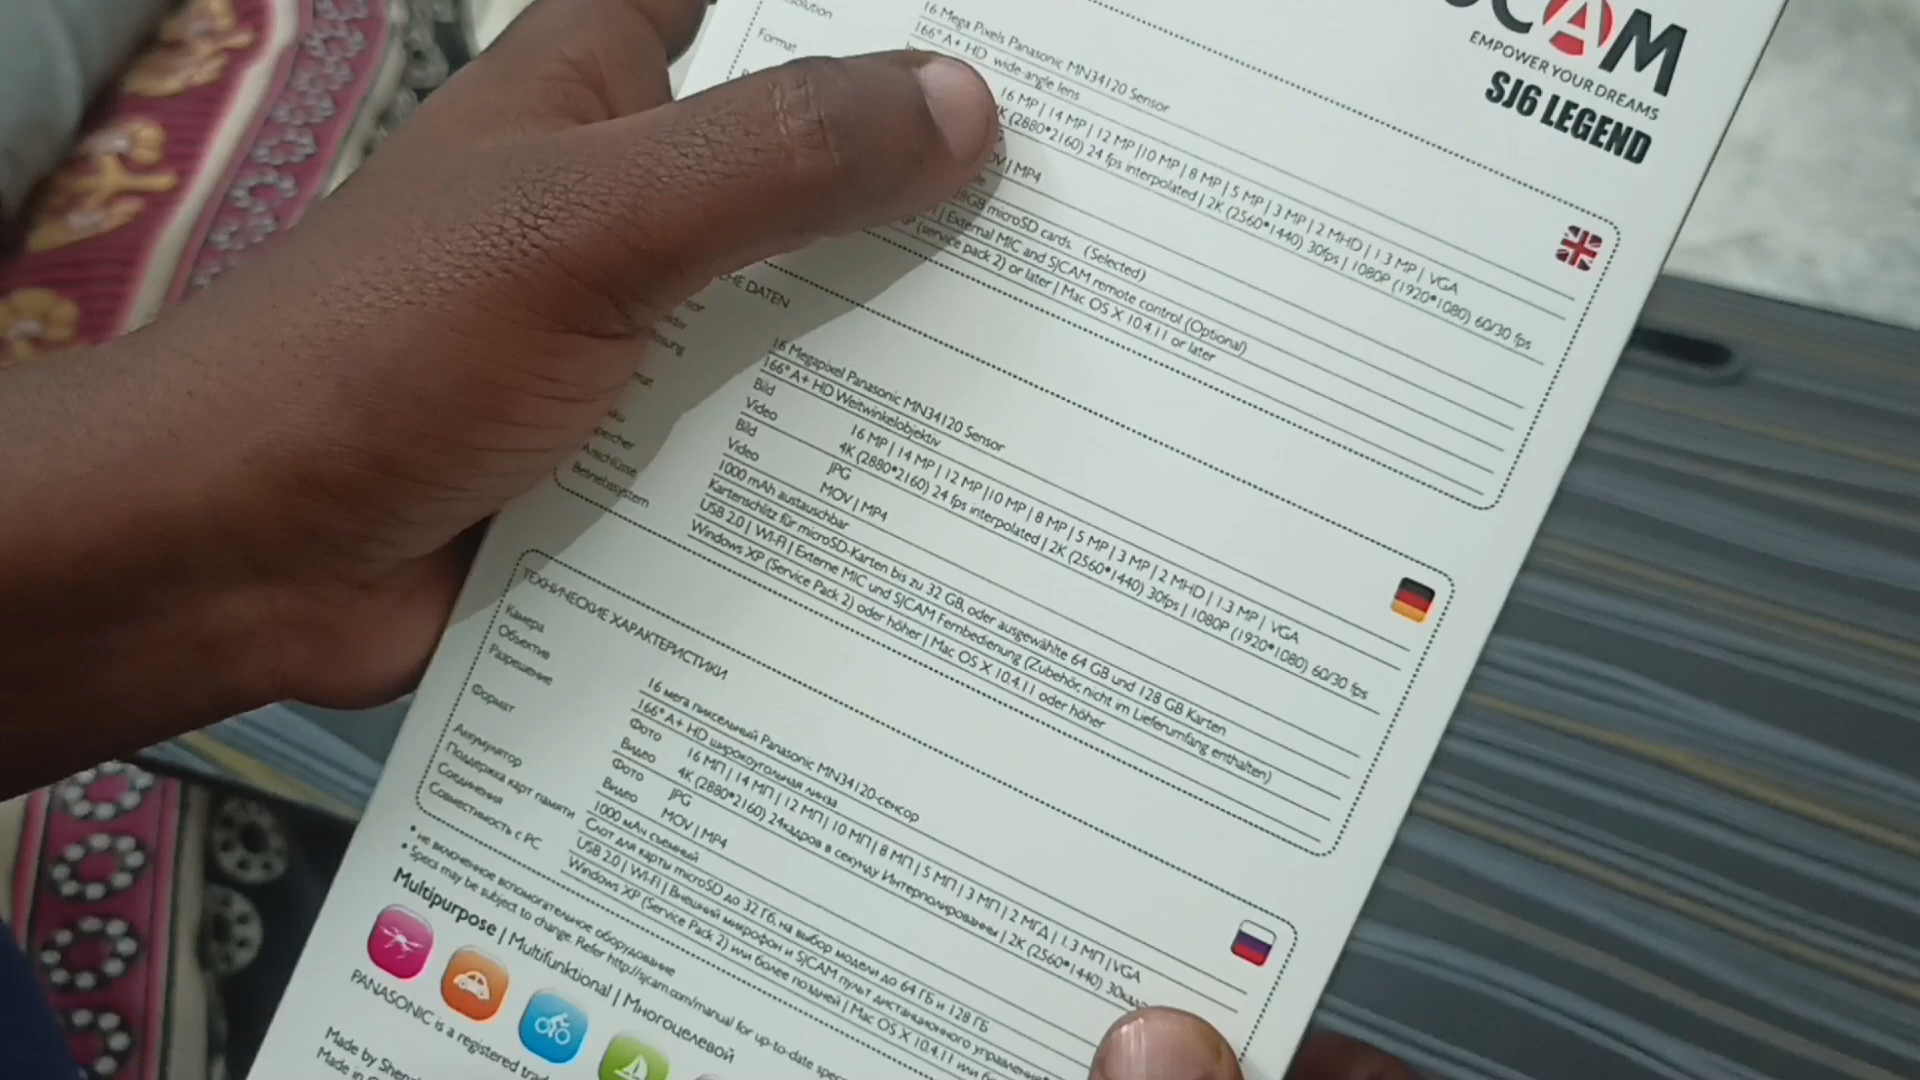 CAM
EMPOWER YOUR DREAMS
SJ6 LEGEND
16 Mega Pixels Panasonic MN34120 Sensor
166° A+ HD wide angle lens
Format
16 MP | 14 MP | 12 MP |10 MP | 8 MP | 5 MP | 3 MP | 2 MHD | 1.3 MP | VGA
(2880*2160) 24 fps interpolated | 2K (2560*1440) 30fps | 1080P (1920*1080) 60/30 fps
| MP4
microSD cards (Selected)
| External MIC and SJCAM remote control (Optional)
(service pack 2) or later | Mac OS X 10.4.11 or later
DATEN
16 Megapixel Panasonic MN34120 Sensor
166° A+ HD Weitwinkelobjektiv
Bild 16 MP | 14 MP | 12 MP |10 MP | 8 MP | 5 MP | 3 MP | 2 MHD | 1.3 MP | VGA
Video 4K (2880*2160) 24 fps interpolated | 2K (2560*1440) 30fps | 1080P (1920*1080) 60/30 fps
Bild JPG
Video MOV | MP4
1000 mAh austauschbar
Kartenschlitz für microSD-Karten bis zu 32 GB, oder ausgewählte 64 GB und 128 GB Karten
Anschlüsse USB 2.0 | Wi-Fi | Externe MIC und SJCAM Fernbedienung (Zubehör, nicht im Lieferumfang enthalten)
Betriebssystem Windows XP (Service Pack 2) oder höher | Mac OS X 10.4.11 oder höher
ТЕХНИЧЕСКИЕ ХАРАКТЕРИСТИКИ
Камера 16 мега пиксельный Panasonic MN34120-сенсор
Объектив 166° A+ HD широкоугольная линза
Разрешение Фото 16 МП | 14 МП | 12 МП | 10 МП | 8 МП | 5 МП | 3 МП | 2 МГД | 1.3 МП |VGA
Видео 4K (2880*2160) 24кадров в секунду Интерполированны | 2K (2560*1440)
Формат Фото JPG
Видео MOV | MP4
Аккумулятор 1000 мАч съемный
Поддержка карт памяти Слот для карты microSD до 32 Гб, на выбор модели до 64 ГБ и 128 ГБ
Соединения USB 2.0 | Wi-Fi | Внешний микрофон и SJCAM пульт дистанционного управления
Совместимость с PC Windows XP (Service Pack 2) или более поздней | Mac OS X 10.4.11 или
* не включенное вспомогательное оборудование
• Specs may be subject to change. Refer http://sjcam.com/manual for up-to-date
Multipurpose | Multifunktional | Многоцелевой
PANASONIC is a registered
Made by
Made in